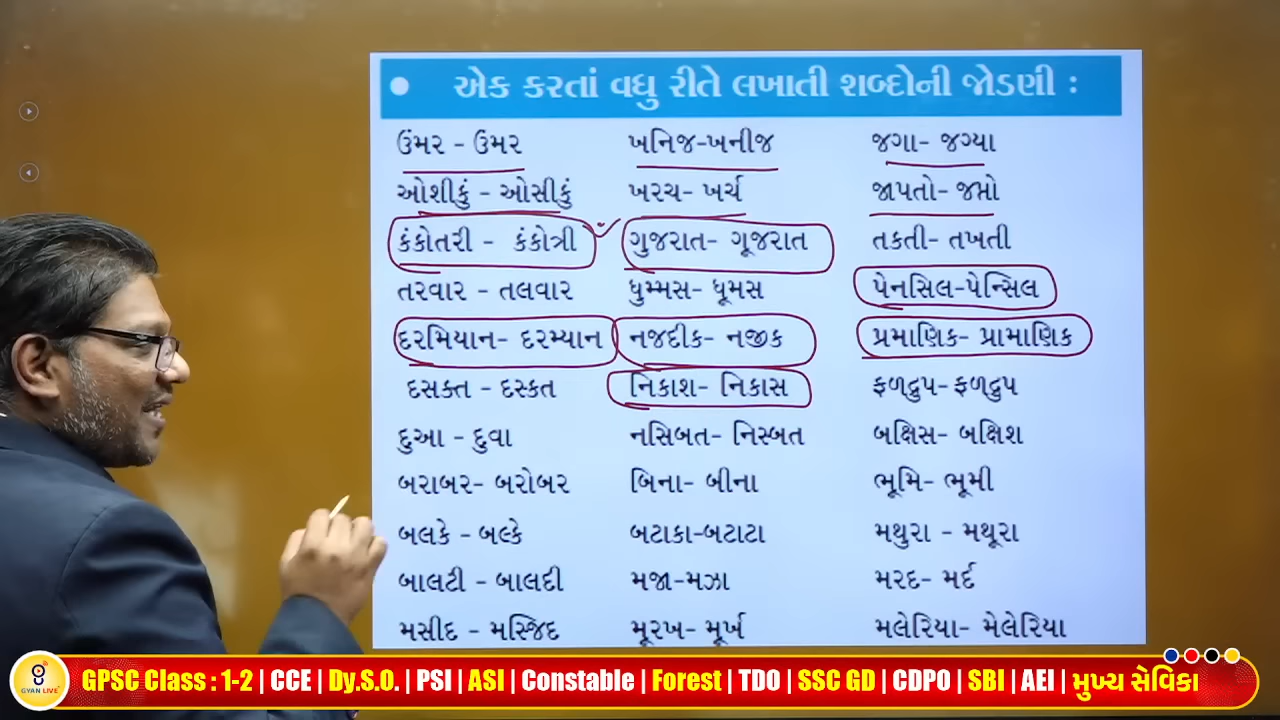 • એક કરતાં વધુ રીતે લખાતી શબ્દોની જોડણી :
ઉંમર - ઉમર ખનિજ-ખનીજ જગા- જગ્યા
ઓશીકું - ઓસીકું ખરચ- ખર્ચ જાપતો- જપ્તો
કંકોતરી - કંકોત્રી ગુજરાત- ગૂજરાત તકતી- તખતી
તરવાર - તલવાર ધુમ્મસ- ધૂમસ પેનસિલ-પેન્સિલ
દરમિયાન- દરમ્યાન નજદીક- નજીક પ્રમાણિક- પ્રામાણિક
દસક્ત - દસ્કત નિકાશ- નિકાસ ફળદ્રુપ-ફળ્દ્રુપ
દુઆ - દુવા નસિબત- નિસ્બત બક્ષિસ- બક્ષિશ
બરાબર- બરોબર બિના- બીના ભૂમિ- ભૂમી
બલકે - બલ્કે બટાકા-બટાટા મથુરા - મથૂરા
બાલટી - બાલદી મજા-મઝા મરદ- મર્દ
મસીદ - મસ્જિદ મૂરખ- મૂર્ખ મલેરિયા- મેલેરિયા
GYAN LIVE
GPSC Class : 1-2 | CCE | Dy.S.O. | PSI | ASI | Constable | Forest | TDO | SSC GD | CDPO | SBI | AEI | મુખ્ય સેવિકા